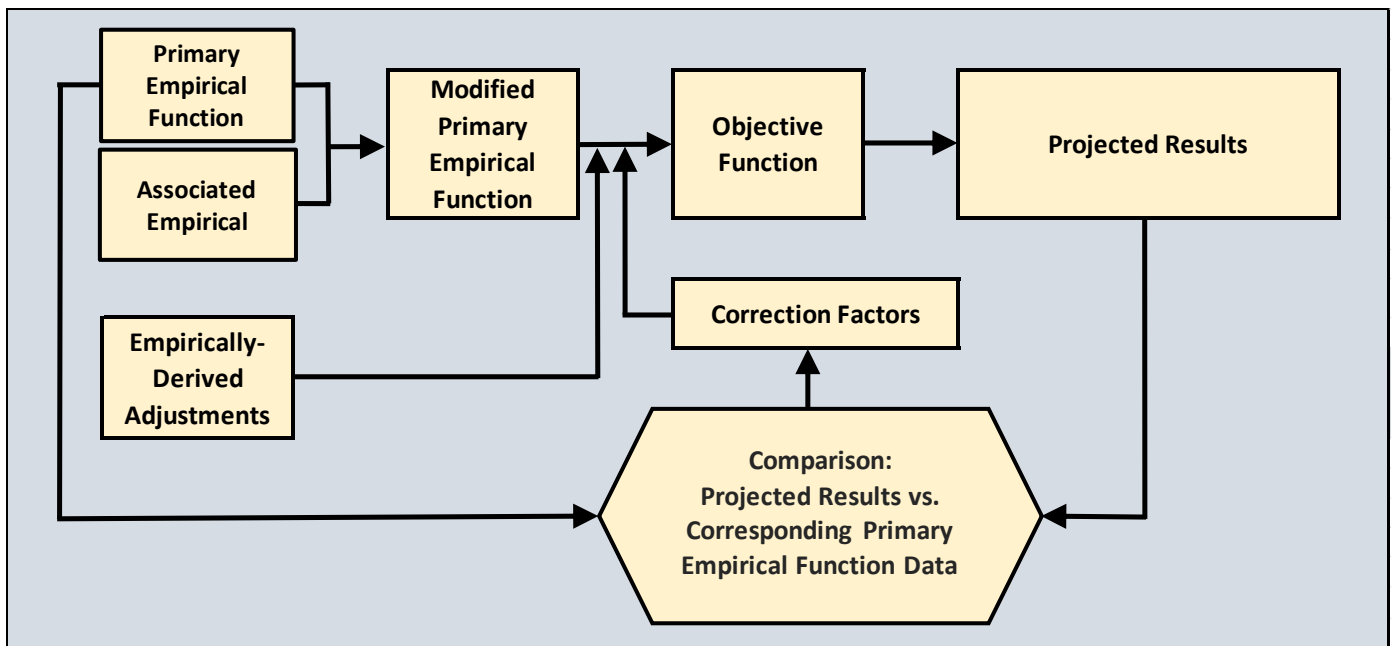 Primary
Empirical
Function
Associated
Empirical
Modified
Primary
Empirical
Function
Objective
Function
Projected Results
Correction Factors
Empirically-
Derived
Adjustments
Comparison:
Projected Results vs.
Corresponding Primary
Empirical Function Data